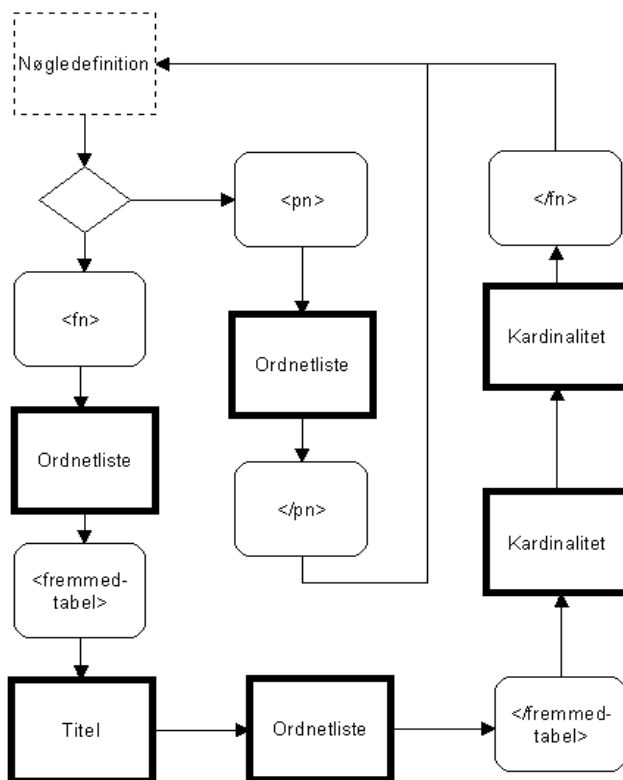 Nøgledefinition
<pn>
</fn>
<fn>
Ordnetliste
Kardinalitet
Ordnetliste
</pn>
Kardinalitet
<fremmed-
tabel>
Titel
Ordnetliste
</fremmed-
tabel>